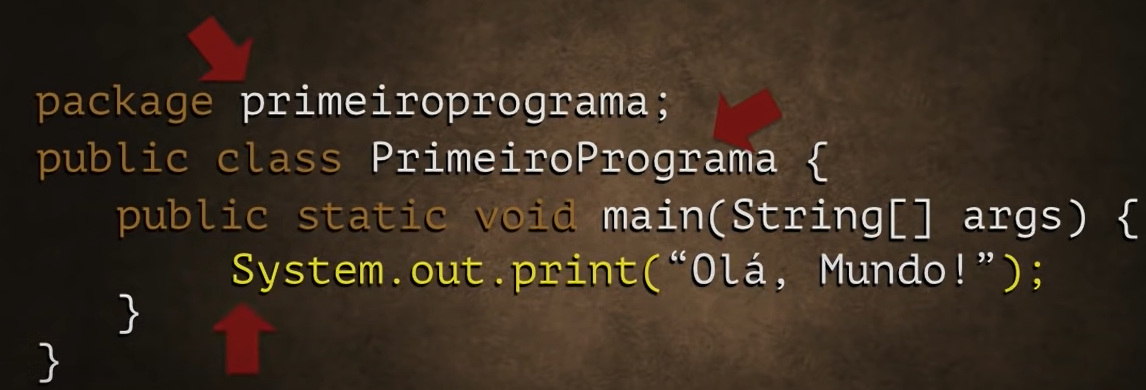 package primeiroprograma;
public class PrimeiroPrograma {
public static void main(String[] args) {
System.out.print(“Olá, Mundo!”);
}
}